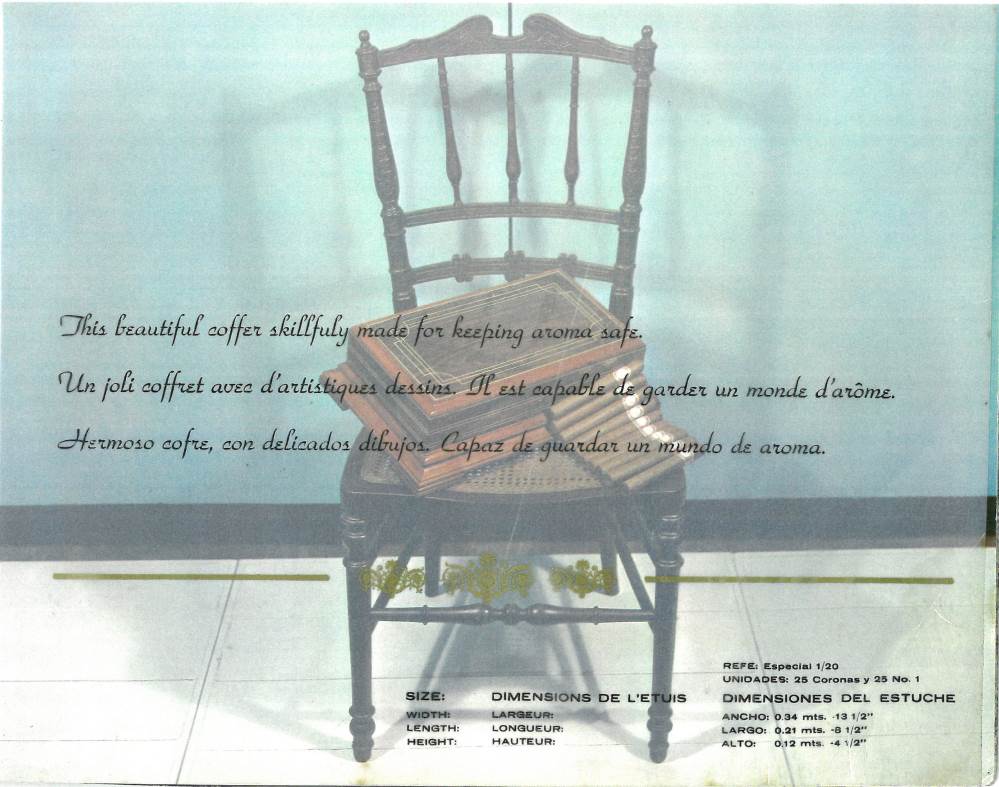 This beautiful coffer skillfuly made for keeping aroma safe.
Un joli coffret avec d'artistiques dessins. Il est capable de garder un monde d'arôme.
Hermoso cofre, con delicados dibujos. Capaz de guardar un mundo de aroma.
REFE: Especial 1/20
UNIDADES: 25 Coronas y 25 No. 1
SIZE: DIMENSIONS DE L'ETUIS DIMENSIONES DEL ESTUCHE
WIDTH: LARGEUR: ANCHO: 0.34 mts. -13 1/2"
LENGTH: LONGUEUR: LARGO: 0.21 mts. -8 1/2"
HEIGHT: HAUTEUR: ALTO: 0.12 mts. -4 1/2"